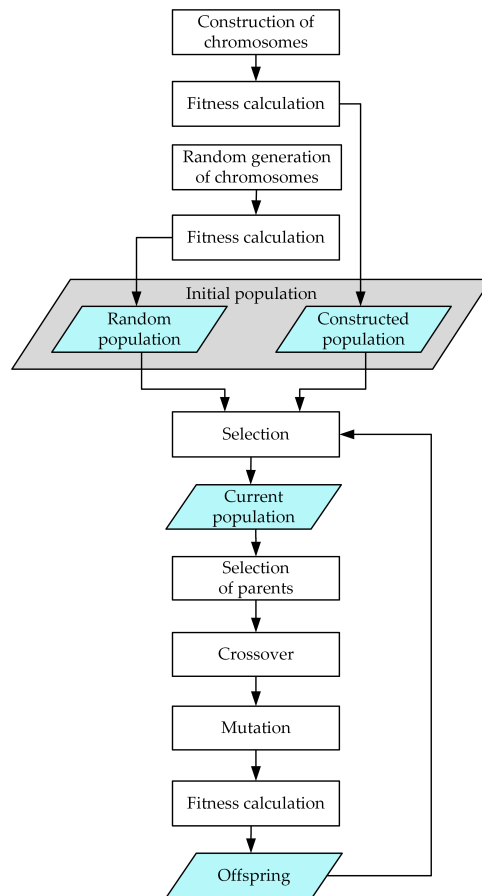 Construction of
chromosomes
Fitness calculation
Random generation
of chromosomes
Fitness calculation
Initial population
Random
population
Constructed
population
Selection
Current
population
Selection
of parents
Crossover
Mutation
Fitness calculation
Offspring